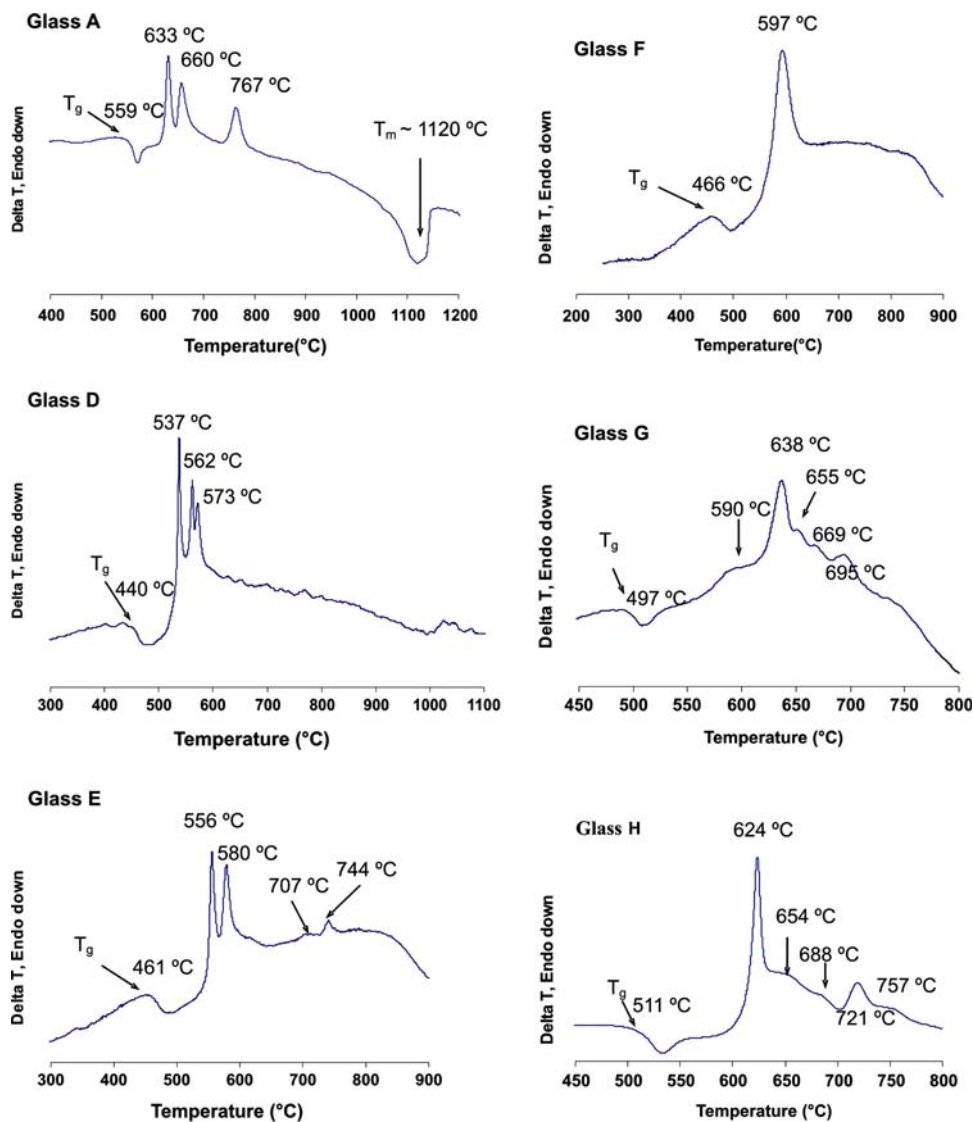 Glass A
633 ºC
660 ºC
767 ºC
Tg
559 ºC
Tm ~ 1120 ºC
Delta T, Endo down
400 500 600 700 800 900 1000 1100 1200
Temperature(°C)
Glass F
597 ºC
Tg
466 ºC
Delta T, Endo down
200 300 400 500 600 700 800 900
Temperature(°C)
Glass D
537 ºC
562 ºC
573 ºC
Tg
440 ºC
Delta T, Endo down
300 400 500 600 700 800 900 1000 1100
Temperature (°C)
Glass G
638 ºC
655 ºC
590 ºC
669 ºC
695 ºC
Tg
497 ºC
Delta T, Endo down
450 500 550 600 650 700 750 800
Temperature (°C)
Glass E
556 ºC
580 ºC
707 ºC
744 ºC
Tg
461 ºC
Delta T, Endo down
300 400 500 600 700 800 900
Temperature (°C)
Glass H
624 ºC
654 ºC
688 ºC
757 ºC
721 ºC
Tg
511 ºC
Delta T, Endo down
450 500 550 600 650 700 750 800
Temperature (°C)